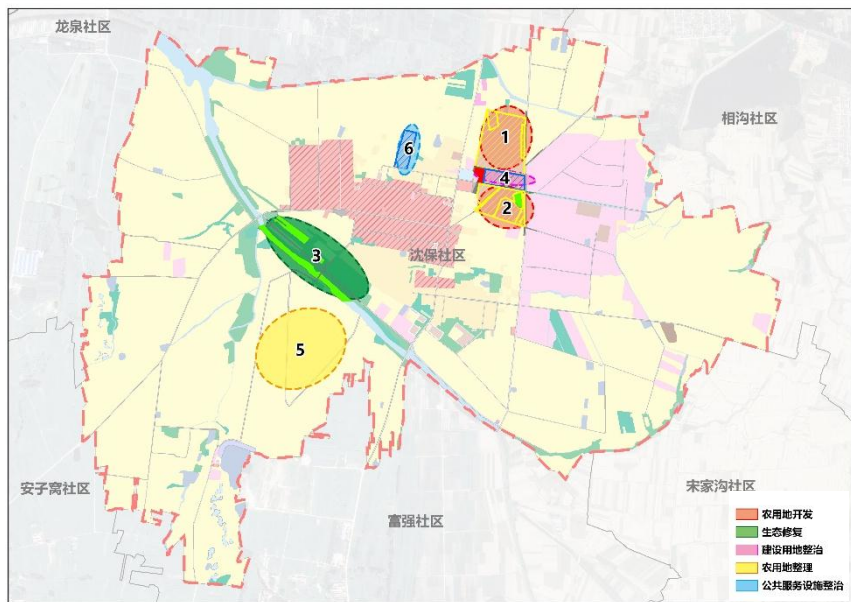 龙泉社区
相沟社区
1
6
4
2
沈保社区
3
5
安子窝社区
宋家沟社区
富强社区
农用地开发
生态修复
建设用地整治
农用地整理
公共服务设施整治